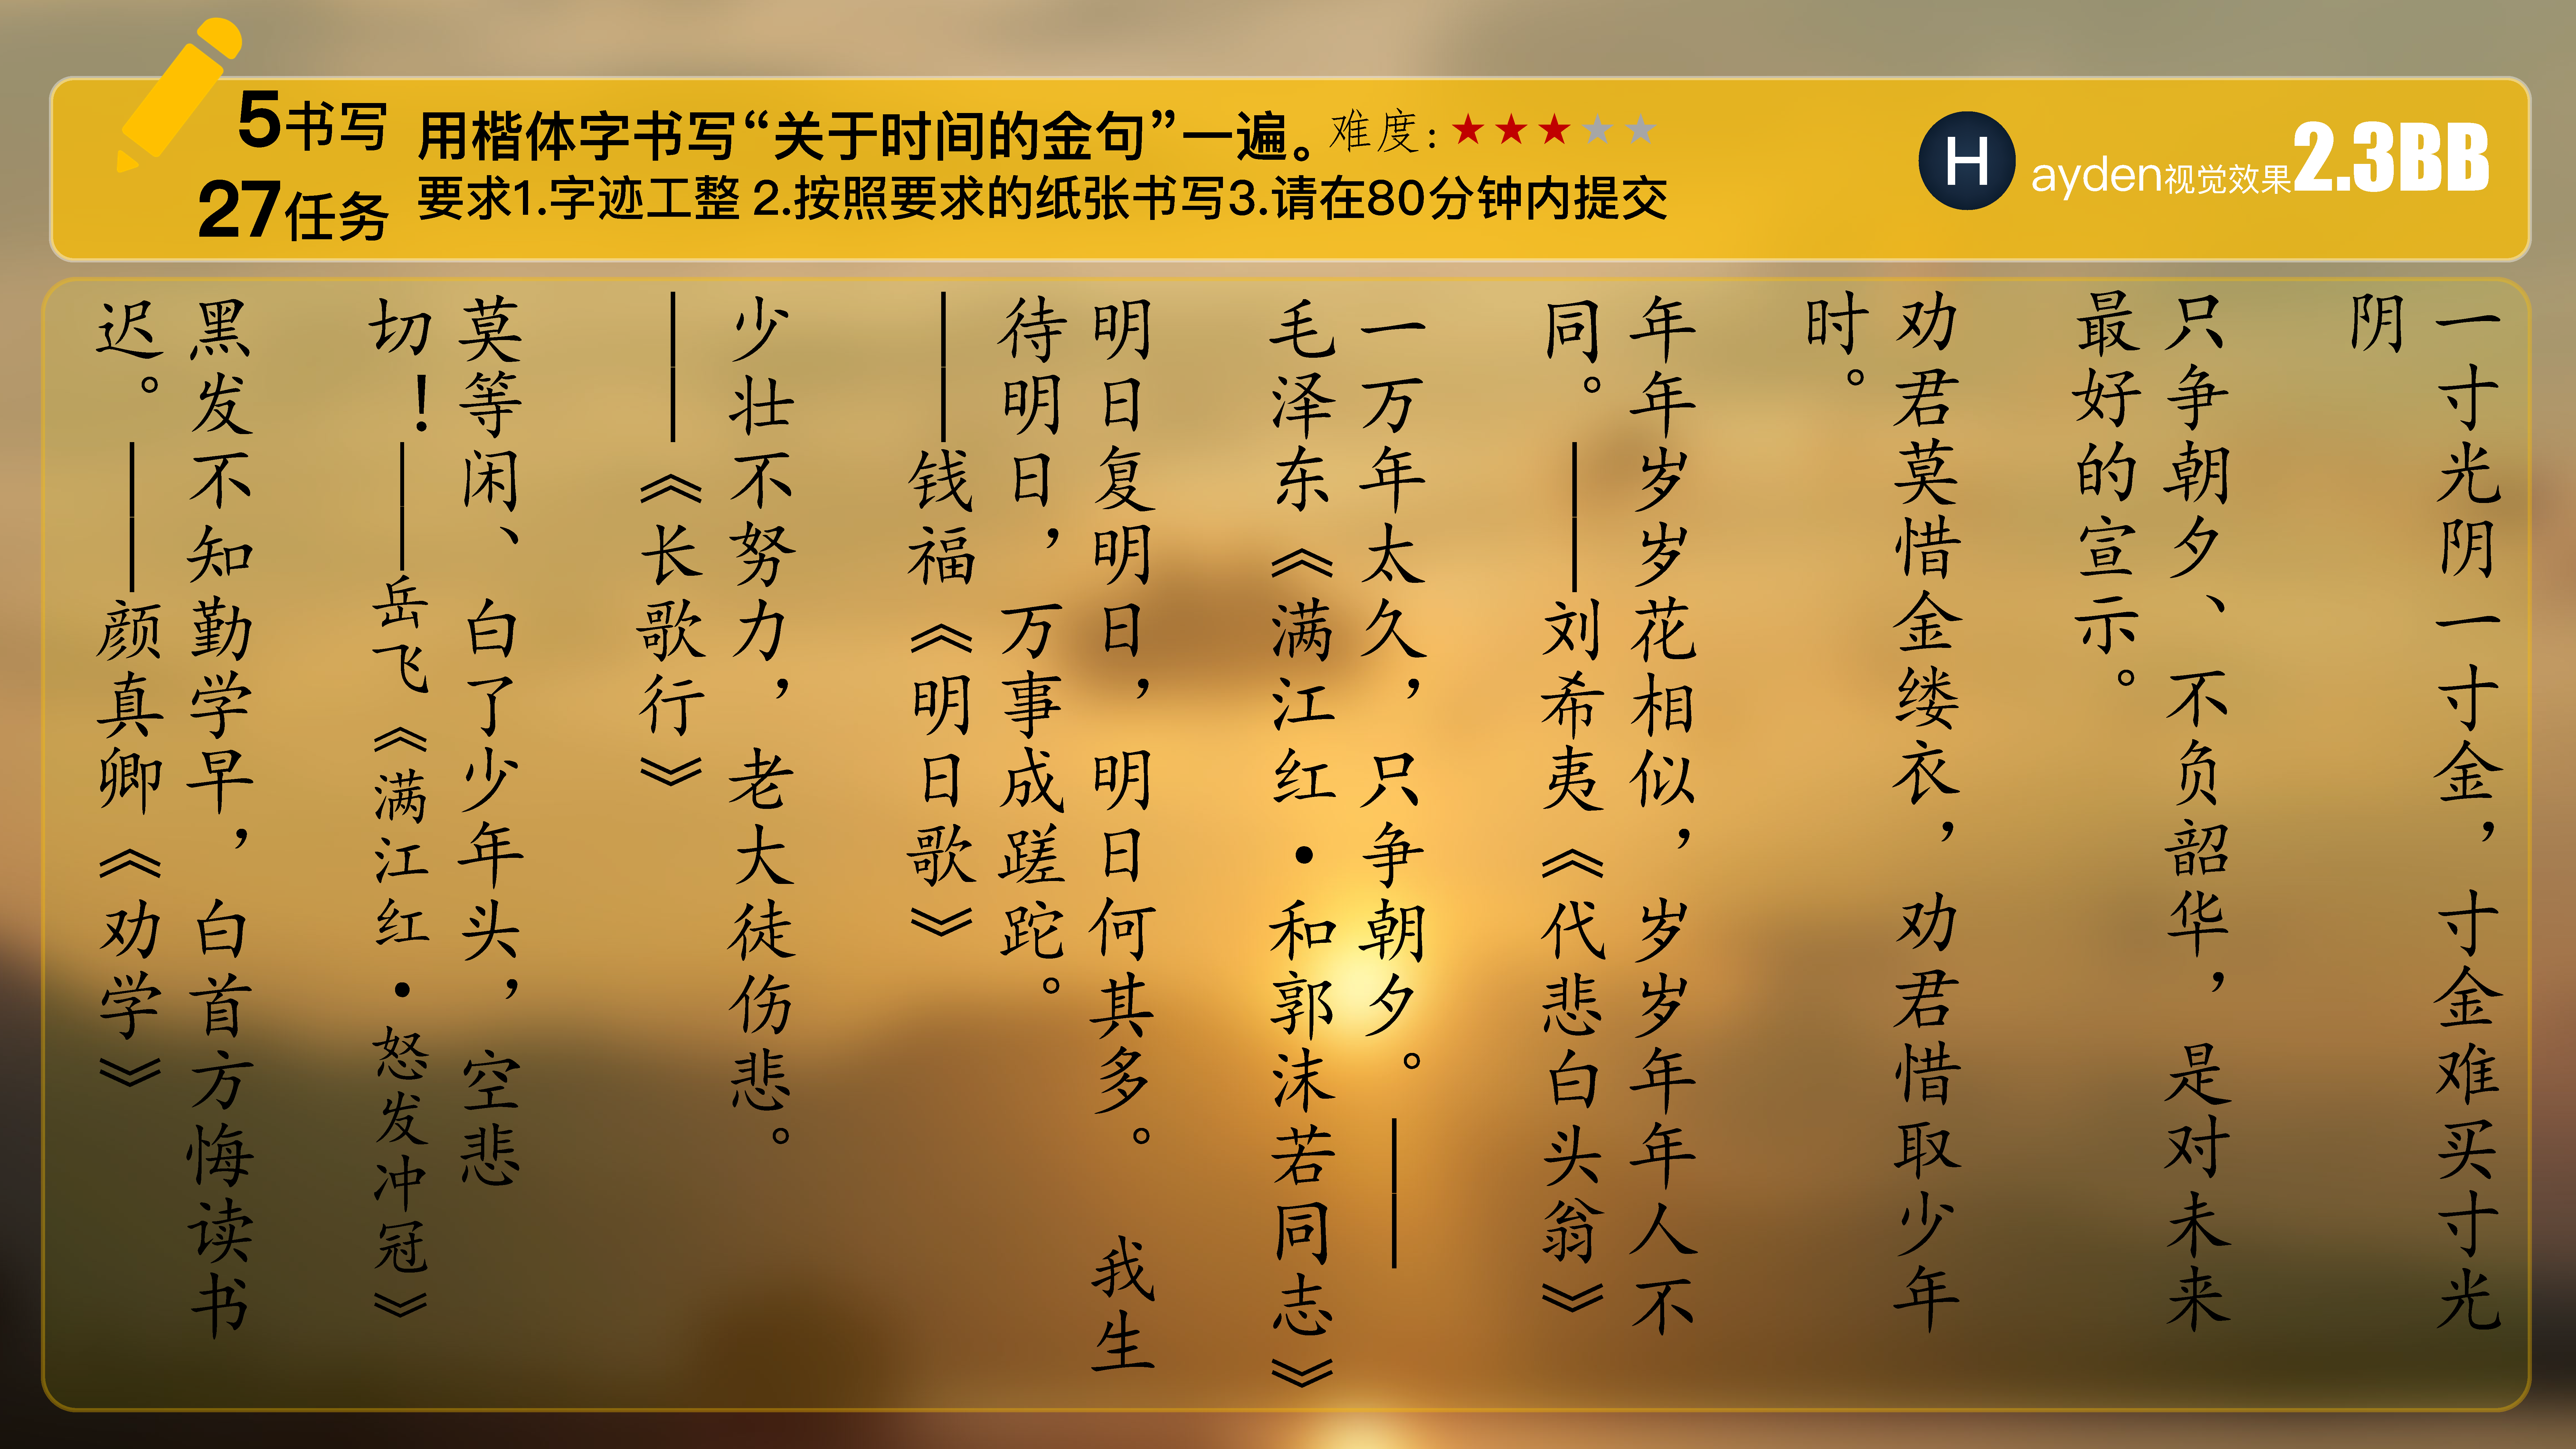 5书写
27任务
用楷体字书写“关于时间的金句”一遍。难度：★★★★★
要求1.字迹工整 2.按照要求的纸张书写3.请在80分钟内提交
H
ayden视觉效果2.3BB
一寸光阴一寸金，寸金难买寸光
阴
只争朝夕、不负韶华，是对未来
最好的宣示。
劝君莫惜金缕衣，劝君惜取少年
时。
年年岁岁花相似，岁岁年年人不
同。——刘希夷《代悲白头翁》
一万年太久，只争朝夕。——
毛泽东《满江红·和郭沫若同志》
明日复明日，明日何其多。 我生
待明日，万事成蹉跎。
——钱福《明日歌》
少壮不努力，老大徒伤悲。
——《长歌行》
莫等闲、白了少年头，空悲
切！——岳飞《满江红·怒发冲冠》
黑发不知勤学早，白首方悔读书
迟。——颜真卿《劝学》